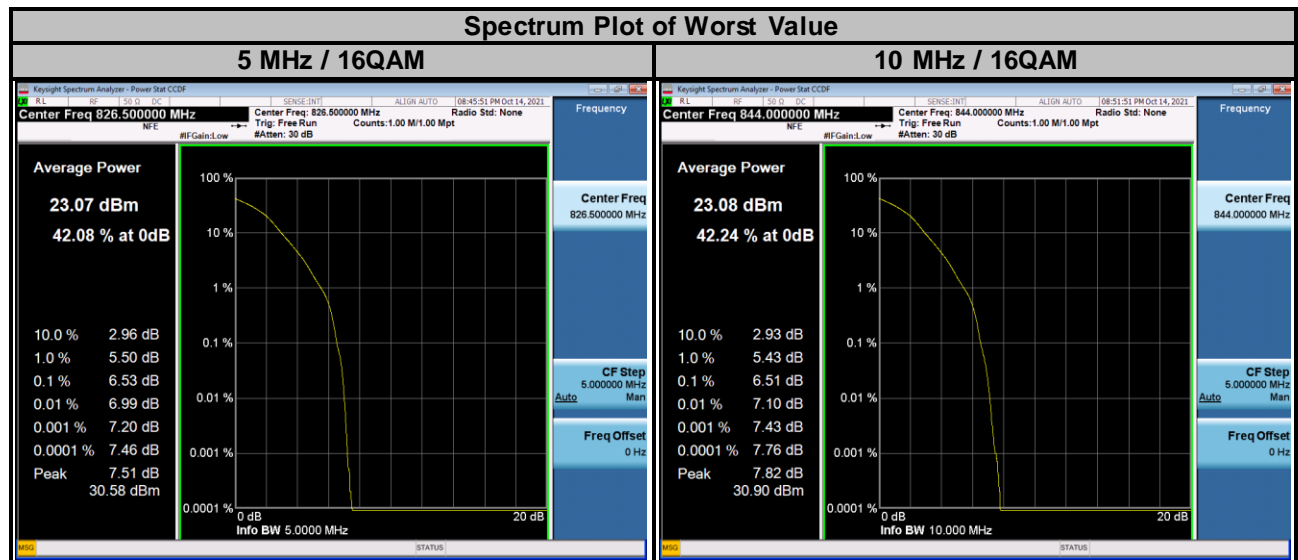 Spectrum Plot of Worst Value
5 MHz / 16QAM
Keysight Spectrum Analyzer - Power Stat CCDF
RL RF 50 Ω DC SENSE:INT ALIGN AUTO 08:45:51 PM Oct 14, 2021
Center Freq 826.500000 MHz
Center Freq: 826.500000 MHz Radio Std: None
NFE Trig: Free Run Counts:1.00 M/1.00 Mpt
#IFGain:Low #Atten: 30 dB
Frequency
Average Power
23.07 dBm
42.08 % at 0dB
10.0 % 2.96 dB
1.0 % 5.50 dB
0.1 % 6.53 dB
0.01 % 6.99 dB
0.001 % 7.20 dB
0.0001 % 7.46 dB
Peak 7.51 dB
30.58 dBm
100 %
10 %
1 %
0.1 %
0.01 %
0.001 %
0.0001 %
0 dB 20 dB
Info BW 5.0000 MHz
Center Freq
826.500000 MHz
CF Step
5.000000 MHz
Auto Man
Freq Offset
0 Hz
MSG STATUS
10 MHz / 16QAM
Keysight Spectrum Analyzer - Power Stat CCDF
RL RF 50 Ω DC SENSE:INT ALIGN AUTO 08:51:51 PM Oct 14, 2021
Center Freq 844.000000 MHz
Center Freq: 844.000000 MHz Radio Std: None
NFE Trig: Free Run Counts:1.00 M/1.00 Mpt
#IFGain:Low #Atten: 30 dB
Frequency
Average Power
23.08 dBm
42.24 % at 0dB
10.0 % 2.93 dB
1.0 % 5.43 dB
0.1 % 6.51 dB
0.01 % 7.10 dB
0.001 % 7.43 dB
0.0001 % 7.76 dB
Peak 7.82 dB
30.90 dBm
100 %
10 %
1 %
0.1 %
0.01 %
0.001 %
0.0001 %
0 dB 20 dB
Info BW 10.000 MHz
Center Freq
844.000000 MHz
CF Step
5.000000 MHz
Auto Man
Freq Offset
0 Hz
MSG STATUS